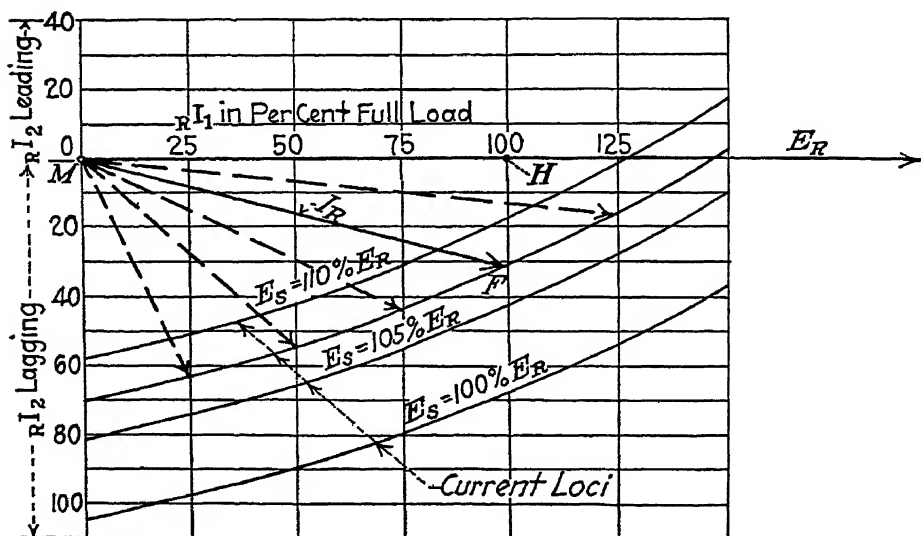 40
20
0
20
40
60
80
100
RI2 Leading
RI2 Lagging
RI1 in Per Cent Full Load
25 50 75 100 125
M
H
ER
IR
F
ES=110% ER
ES=105% ER
ES=100% ER
Current Loci